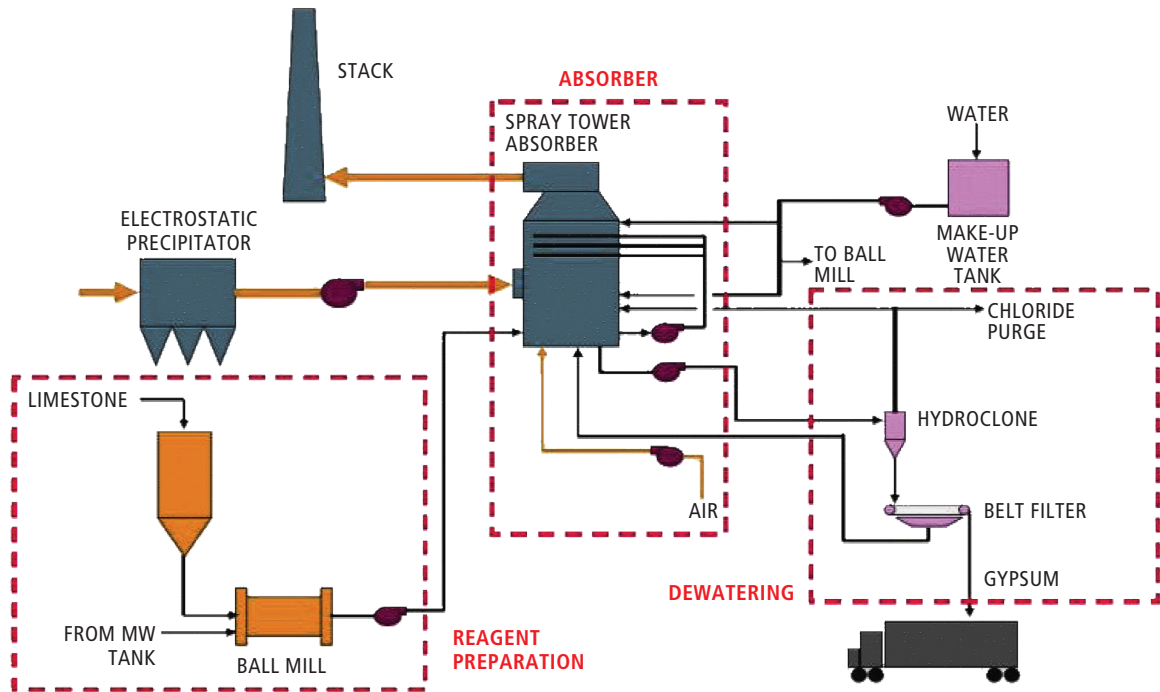 STACK
ABSORBER
SPRAY TOWER
ABSORBER
WATER
ELECTROSTATIC
PRECIPITATOR
MAKE-UP
WATER
TANK
TO BALL
MILL
CHLORIDE
PURGE
LIMESTONE
HYDROCLONE
AIR
BELT FILTER
DEWATERING
GYPSUM
FROM MW
TANK
BALL MILL
REAGENT
PREPARATION